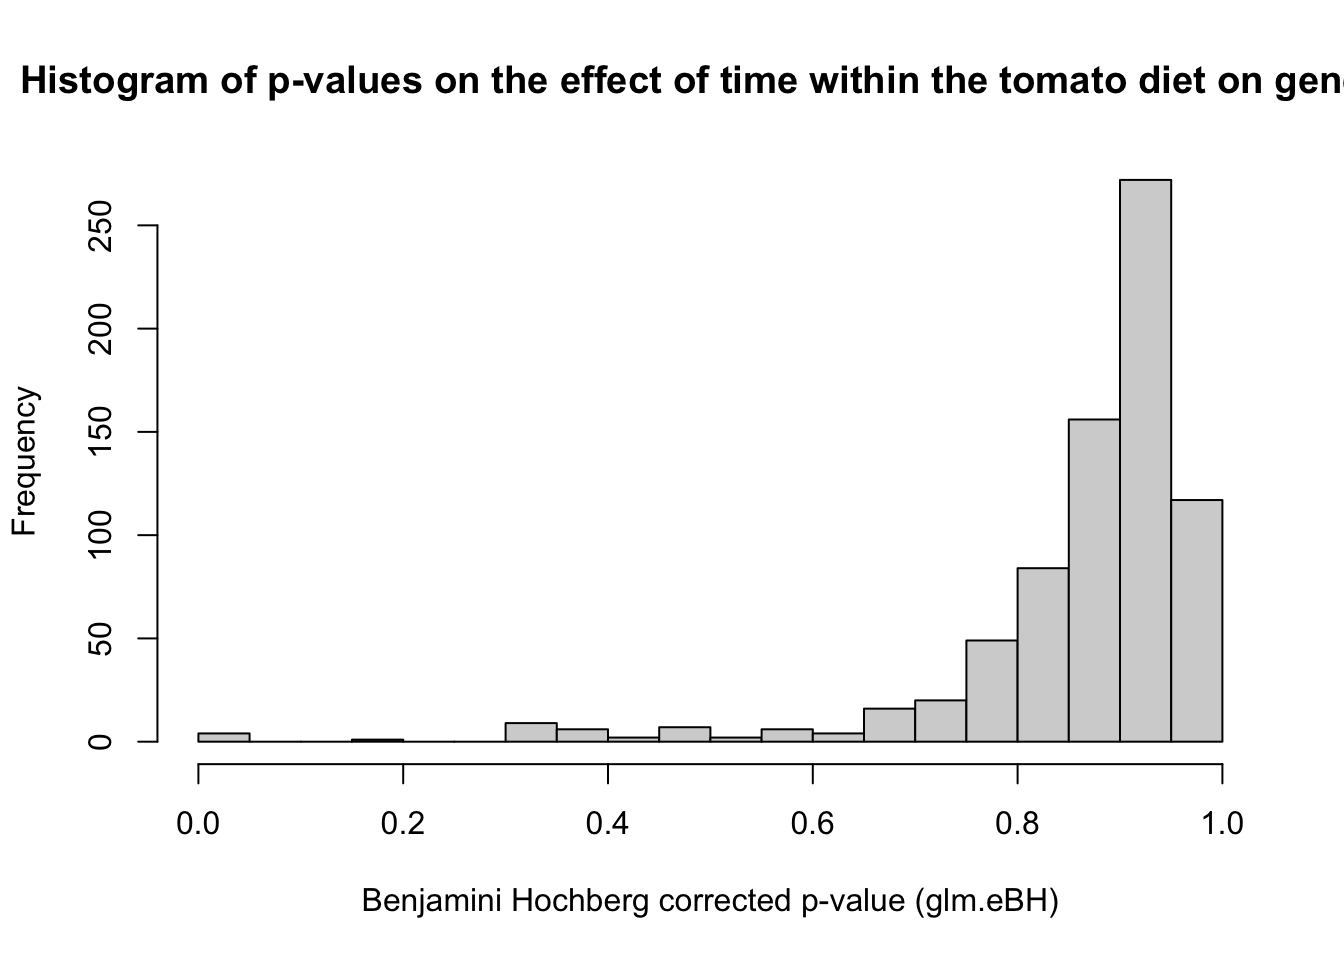 Histogram of p-values on the effect of time within the tomato diet on
Frequency
250
200
150
100
50
0
0.0 0.2 0.4 0.6 0.8 1.0
Benjamini Hochberg corrected p-value (glm.eBH)